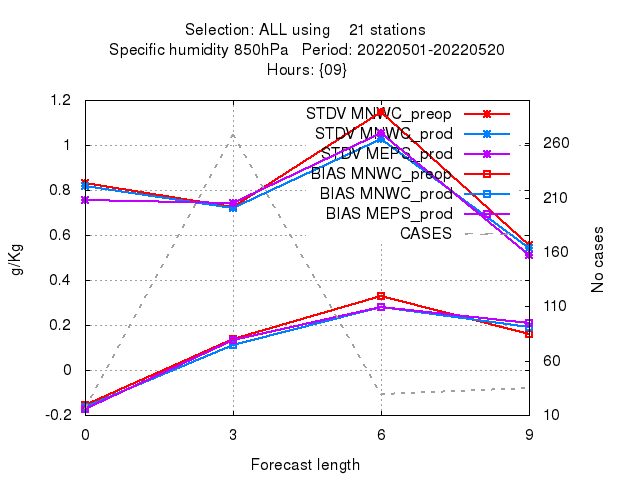 Selection: ALL using 21 stations
Specific humidity 850hPa Period: 20220501-20220520
Hours: {09}
1.2
1
0.8
0.6
0.4
0.2
0
-0.2
g/Kg
STDV MNWC_preop
STDV MNWC_prod
STDV MEPS_prod
BIAS MNWC_preop
BIAS MNWC_prod
BIAS MEPS_prod
CASES
260
210
160
110
60
10
No cases
0 3 6 9
Forecast length